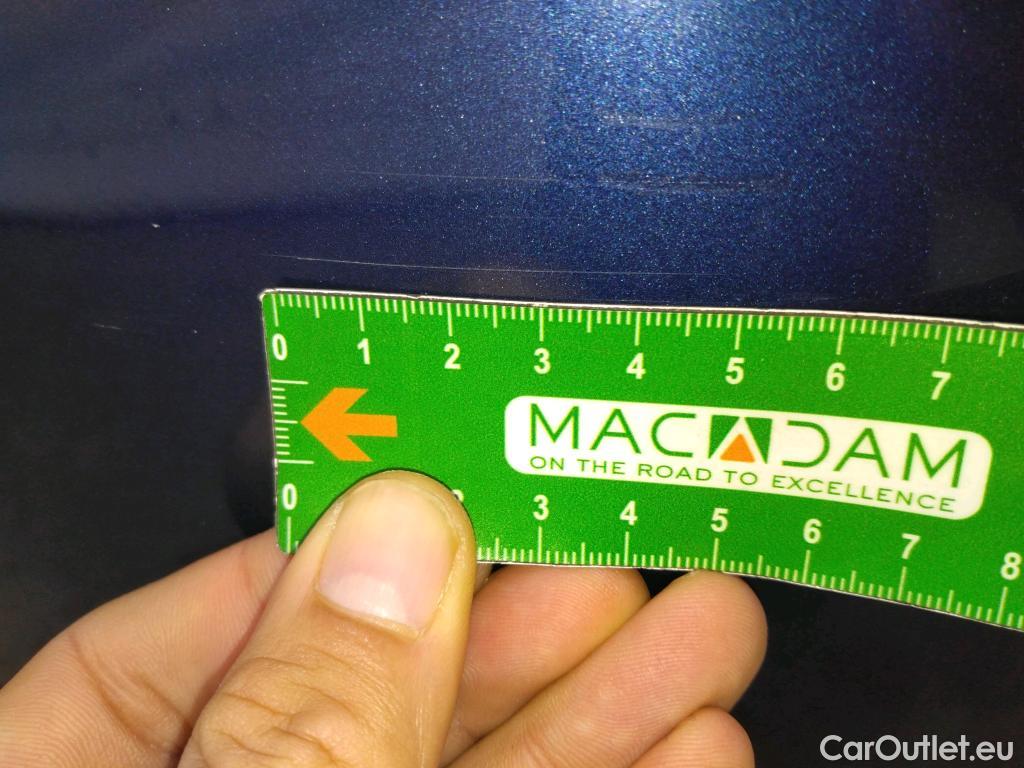 0 1 2 3 4 5 6 7
MACADAM
ON THE ROAD TO EXCELLENCE
0 2 3 4 5 6 7 8
CarOutlet.eu